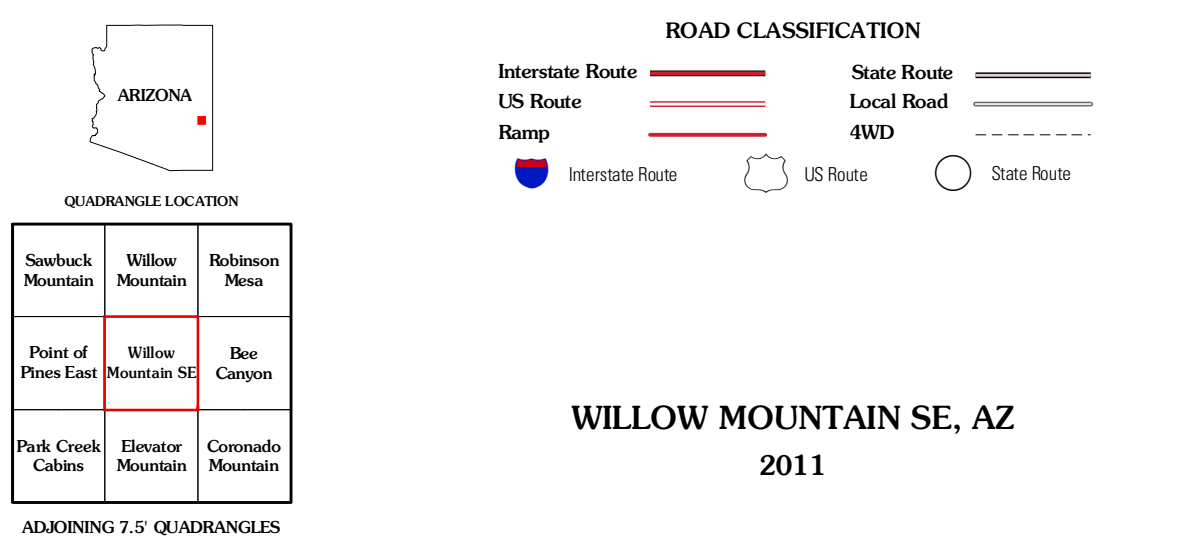 ARIZONA
QUADRANGLE LOCATION
Sawbuck
Mountain
Willow
Mountain
Robinson
Mesa
Point of
Pines East
Willow
Mountain SE
Bee
Canyon
Park Creek
Cabins
Elevator
Mountain
Coronado
Mountain
ADJOINING 7.5' QUADRANGLES
ROAD CLASSIFICATION
Interstate Route
State Route
US Route
Local Road
Ramp
4WD
Interstate Route
US Route
State Route
WILLOW MOUNTAIN SE, AZ
2011